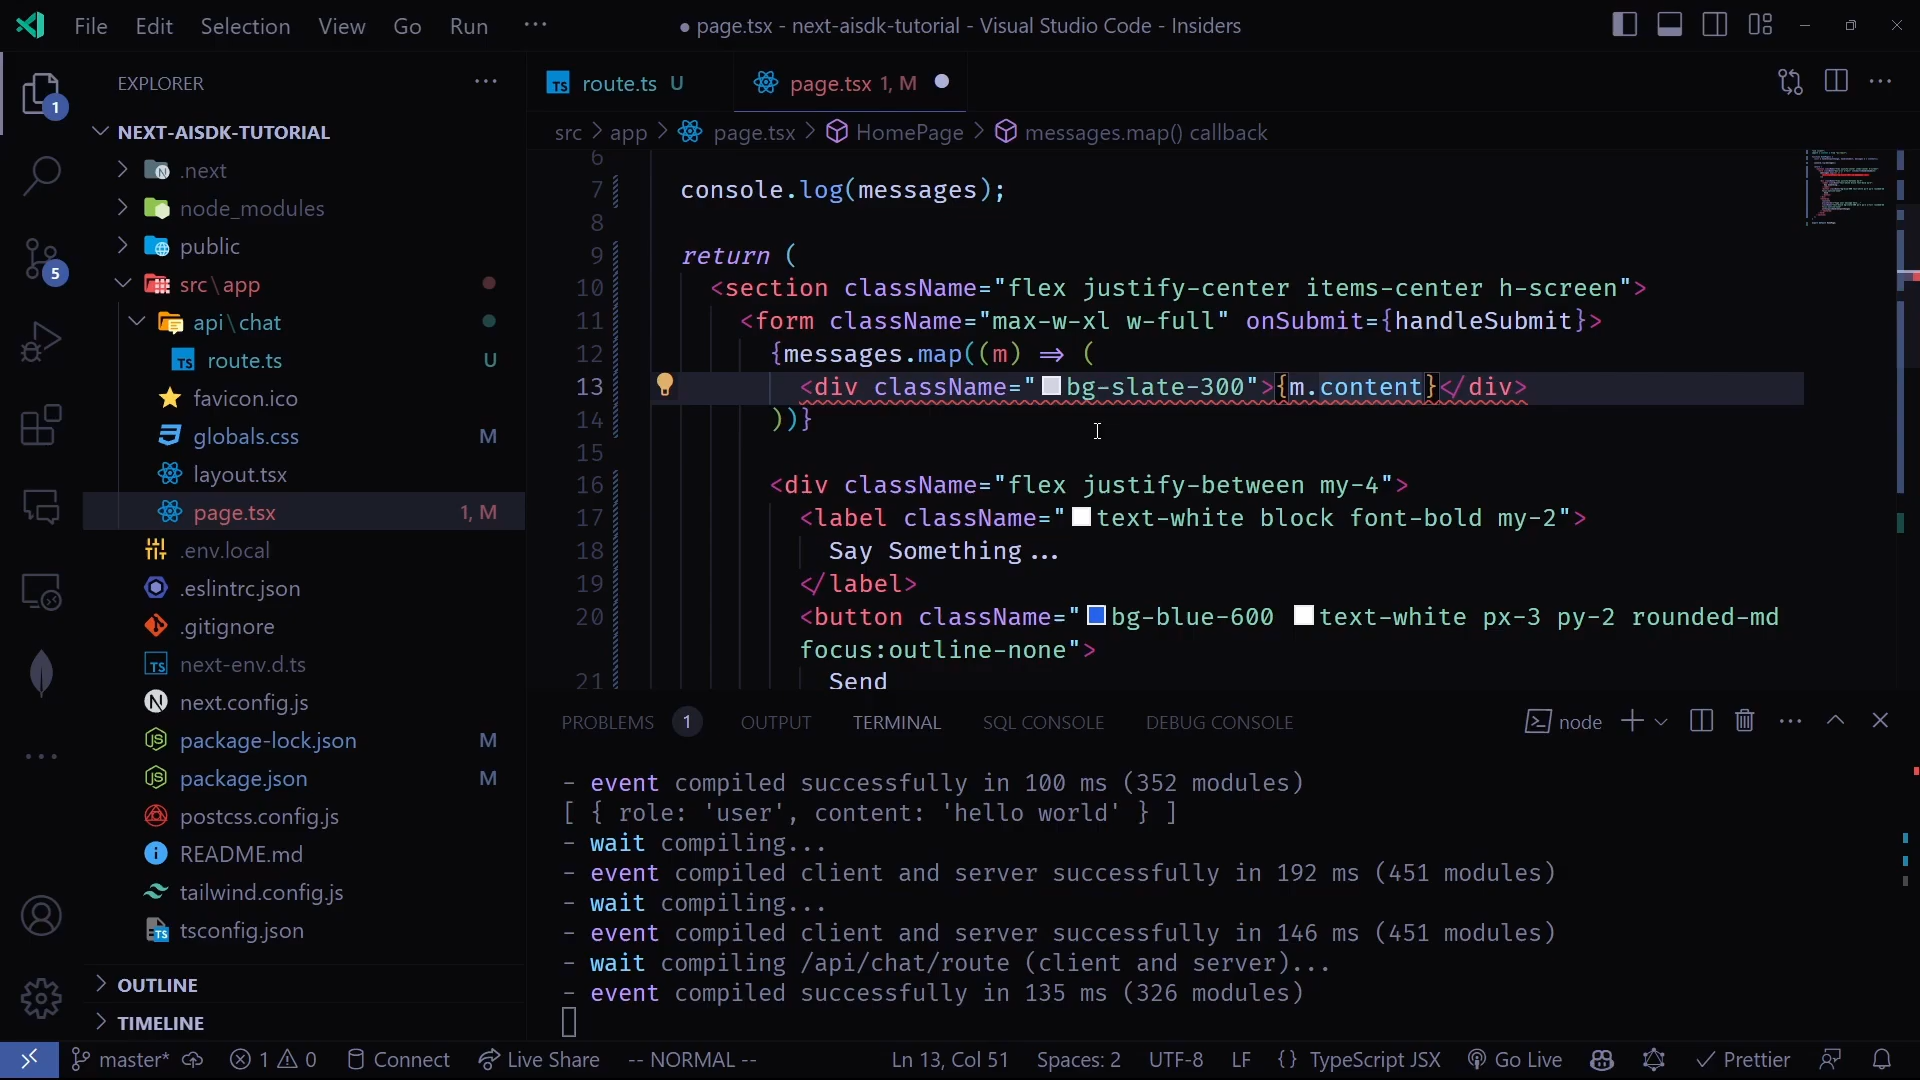 File Edit Selection View Go Run ...
● page.tsx - next-aisdk-tutorial - Visual Studio Code - Insiders
EXPLORER
1
5
NEXT-AISDK-TUTORIAL
.next
node_modules
public
src\app
api\chat
route.ts U
favicon.ico
globals.css M
layout.tsx
page.tsx 1, M
.env.local
.eslintrc.json
.gitignore
next-env.d.ts
next.config.js
package-lock.json M
package.json M
postcss.config.js
README.md
tailwind.config.js
tsconfig.json
OUTLINE
TIMELINE
route.ts U
page.tsx 1, M
src > app > page.tsx > HomePage > messages.map() callback
6
7 console.log(messages);
8
9 return (
10 <section className="flex justify-center items-center h-screen">
11 <form className="max-w-xl w-full" onSubmit={handleSubmit}>
12 {messages.map((m) ⇒ (
13 <div className="bg-slate-300">{m.content}</div>
14 ))}
15
16 <div className="flex justify-between my-4">
17 <label className="text-white block font-bold my-2">
18 Say Something...
19 </label>
20 <button className="bg-blue-600 text-white px-3 py-2 rounded-md
focus:outline-none">
21 Send
PROBLEMS 1 OUTPUT TERMINAL SQL CONSOLE DEBUG CONSOLE
node
- event compiled successfully in 100 ms (352 modules)
[ { role: 'user', content: 'hello world' } ]
- wait compiling...
- event compiled client and server successfully in 192 ms (451 modules)
- wait compiling...
- event compiled client and server successfully in 146 ms (451 modules)
- wait compiling /api/chat/route (client and server)...
- event compiled successfully in 135 ms (326 modules)
master* 1 0 Connect Live Share -- NORMAL -- Ln 13, Col 51 Spaces: 2 UTF-8 LF {} TypeScript JSX Go Live Prettier